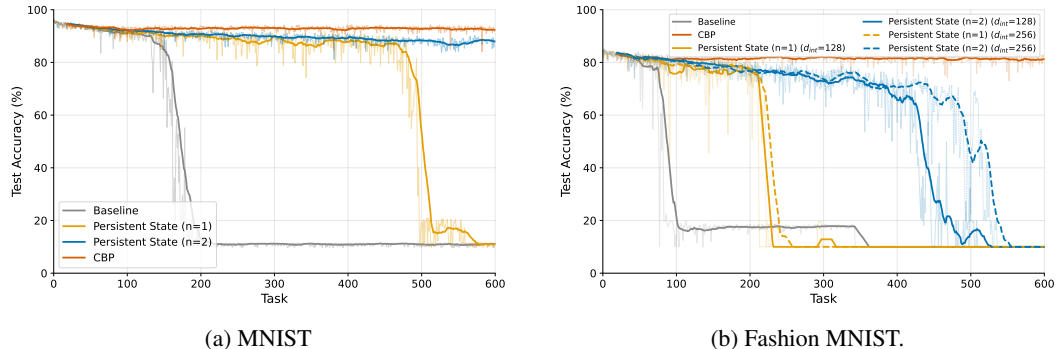 100
80
60
40
20
0
Test Accuracy (%)
Baseline
Persistent State (n=1)
Persistent State (n=2)
CBP
0 100 200 300 400 500 600
Task
(a) MNIST
100
80
60
40
20
0
Test Accuracy (%)
Baseline
CBP
Persistent State (n=1) (d_int=128)
Persistent State (n=2) (d_int=128)
Persistent State (n=1) (d_int=256)
Persistent State (n=2) (d_int=256)
0 100 200 300 400 500 600
Task
(b) Fashion MNIST.